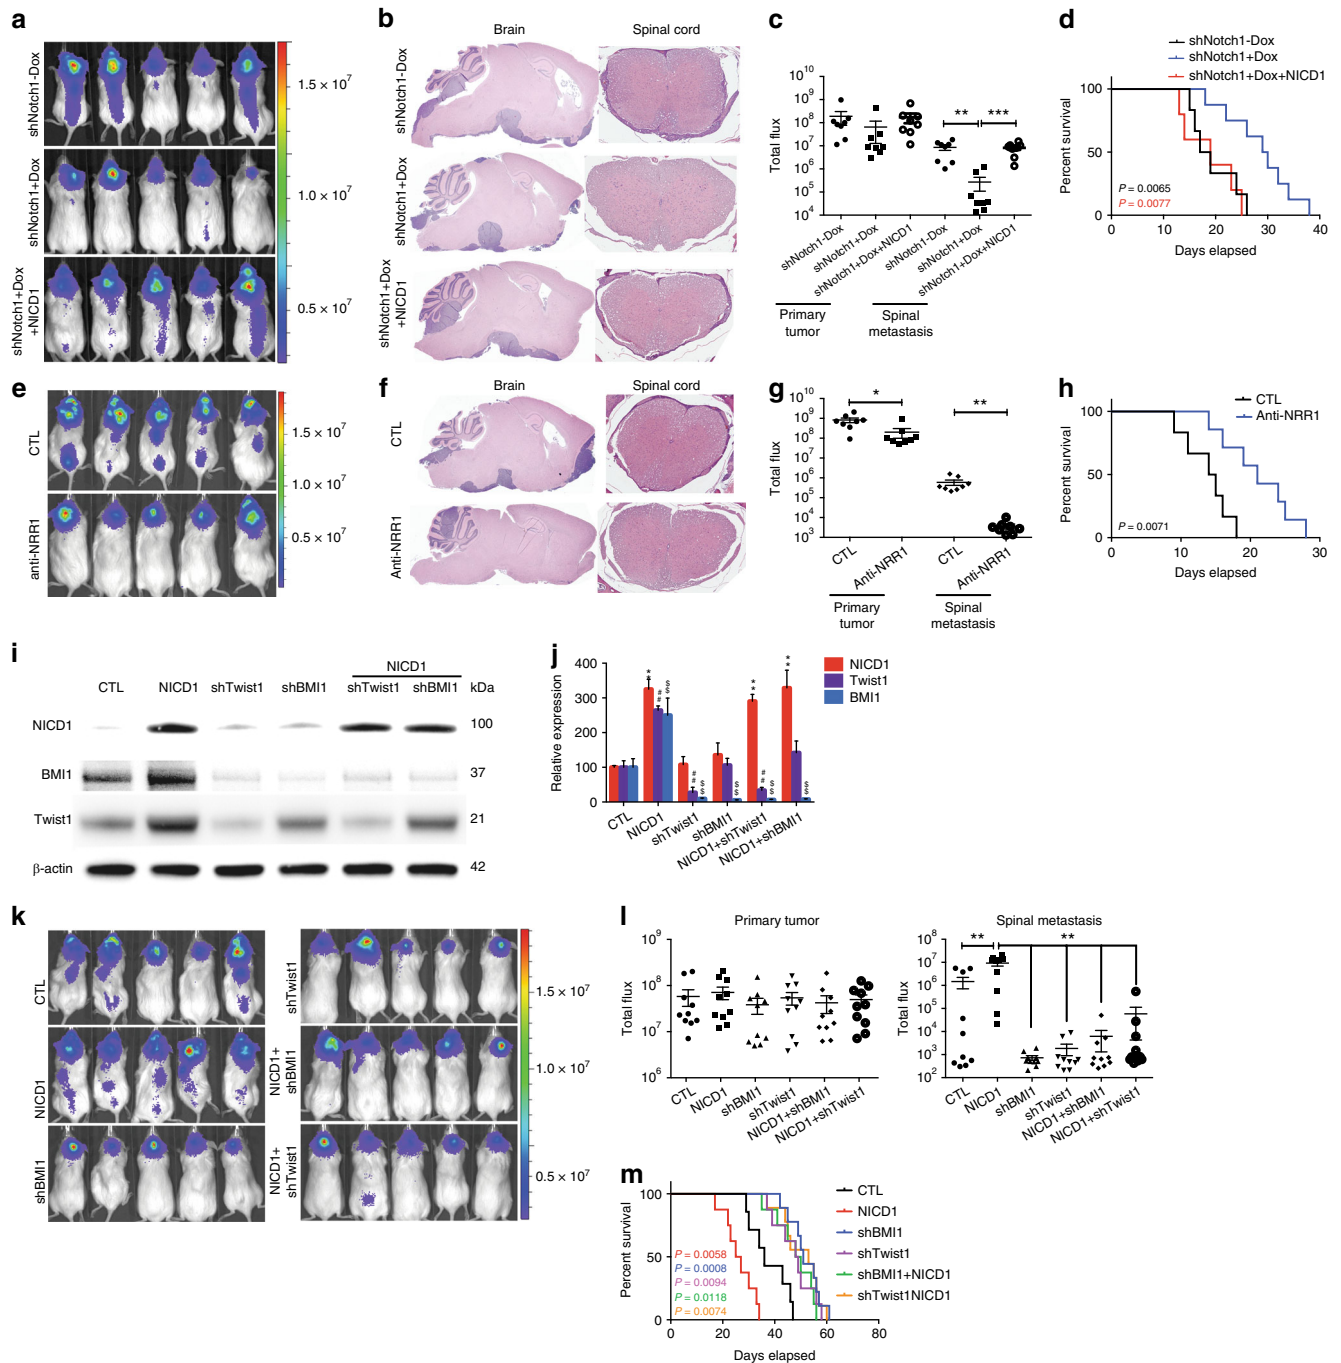 a
shNotch1-Dox
shNotch1+Dox
shNotch1+Dox
+NICD1
1.5 × 10⁷
1.0 × 10⁷
0.5 × 10⁷
b
Brain
Spinal cord
shNotch1-Dox
shNotch1+Dox
shNotch1+Dox
+NICD1
c
Total flux
10¹⁰
10⁹
10⁸
10⁷
10⁶
10⁵
10⁴
**
***
shNotch1-Dox
shNotch1+Dox
shNotch1+Dox+NICD1
shNotch1-Dox
shNotch1+Dox
shNotch1+Dox+NICD1
Primary
tumor
Spinal
metastasis
d
shNotch1-Dox
shNotch1+Dox
shNotch1+Dox+NICD1
Percent survival
100
50
0
P = 0.0065
P = 0.0077
0 10 20 30 40
Days elapsed
e
CTL
anti-NRR1
1.5 × 10⁷
1.0 × 10⁷
0.5 × 10⁷
f
Brain
Spinal cord
CTL
Anti-NRR1
g
Total flux
10¹⁰
10⁹
10⁸
10⁷
10⁶
10⁵
10⁴
10³
*
**
CTL
Anti-NRR1
CTL
Anti-NRR1
Primary
tumor
Spinal
metastasis
h
CTL
Anti-NRR1
Percent survival
100
50
0
P = 0.0071
0 10 20 30
Days elapsed
i
NICD1
CTL NICD1 shTwist1 shBMI1 shTwist1 shBMI1 kDa
NICD1 100
BMI1 37
Twist1 21
β-actin 42
j
Relative expression
400
300
200
100
0
**
##
$$
##
$$
$$
**
##
$$
**
$$
NICD1
Twist1
BMI1
CTL
NICD1
shTwist1
shBMI1
NICD1+shTwist1
NICD1+shBMI1
k
CTL
NICD1
shBMI1
shTwist1
NICD1+
shBMI1
NICD1+
shTwist1
1.5 × 10⁷
1.0 × 10⁷
0.5 × 10⁷
l
Primary tumor
Total flux
10⁹
10⁸
10⁷
10⁶
CTL
NICD1
shBMI1
shTwist1
NICD1+shBMI1
NICD1+shTwist1
Spinal metastasis
Total flux
10⁸
10⁷
10⁶
10⁵
10⁴
10³
10²
**
**
CTL
NICD1
shBMI1
shTwist1
NICD1+shBMI1
NICD1+shTwist1
m
Percent survival
100
50
0
P = 0.0058
P = 0.0008
P = 0.0094
P = 0.0118
P = 0.0074
0 20 40 60 80
Days elapsed
CTL
NICD1
shBMI1
shTwist1
shBMI1+NICD1
shTwist1NICD1